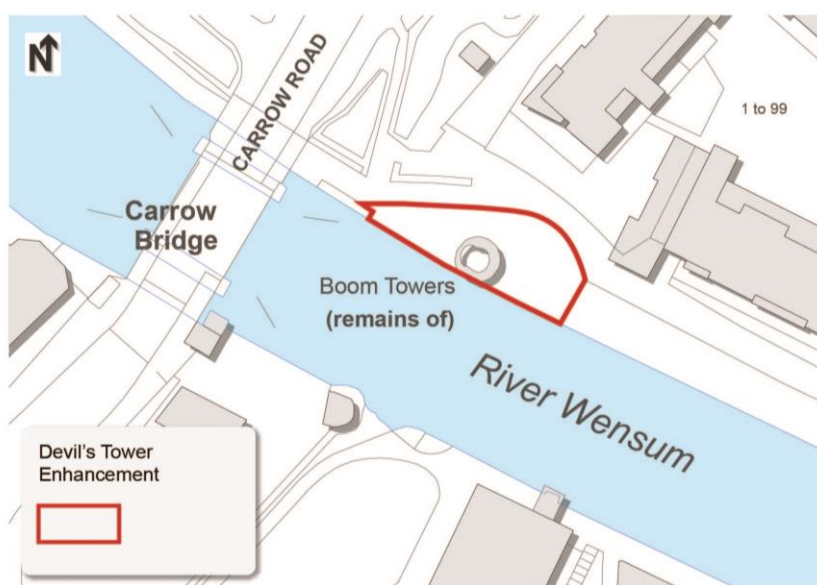 N
CARROW ROAD
1 to 99
Carrow
Bridge
Boom Towers
(remains of)
River Wensum
Devil's Tower
Enhancement